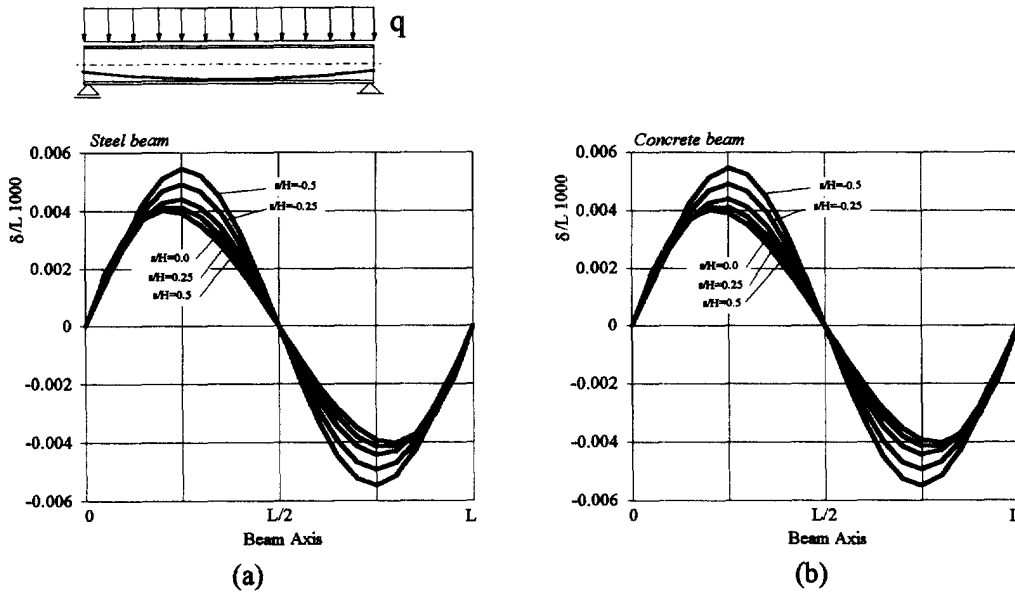 q
Steel beam
0.006
0.004
0.002
0
-0.002
-0.004
-0.006
δ/L 1000
s/H=-0.5
s/H=-0.25
s/H=0.0
s/H=0.25
s/H=0.5
0
L/2
L
Beam Axis
(a)
Concrete beam
0.006
0.004
0.002
0
-0.002
-0.004
-0.006
δ/L 1000
s/H=-0.5
s/H=-0.25
s/H=0.0
s/H=0.25
s/H=0.5
0
L/2
L
Beam Axis
(b)